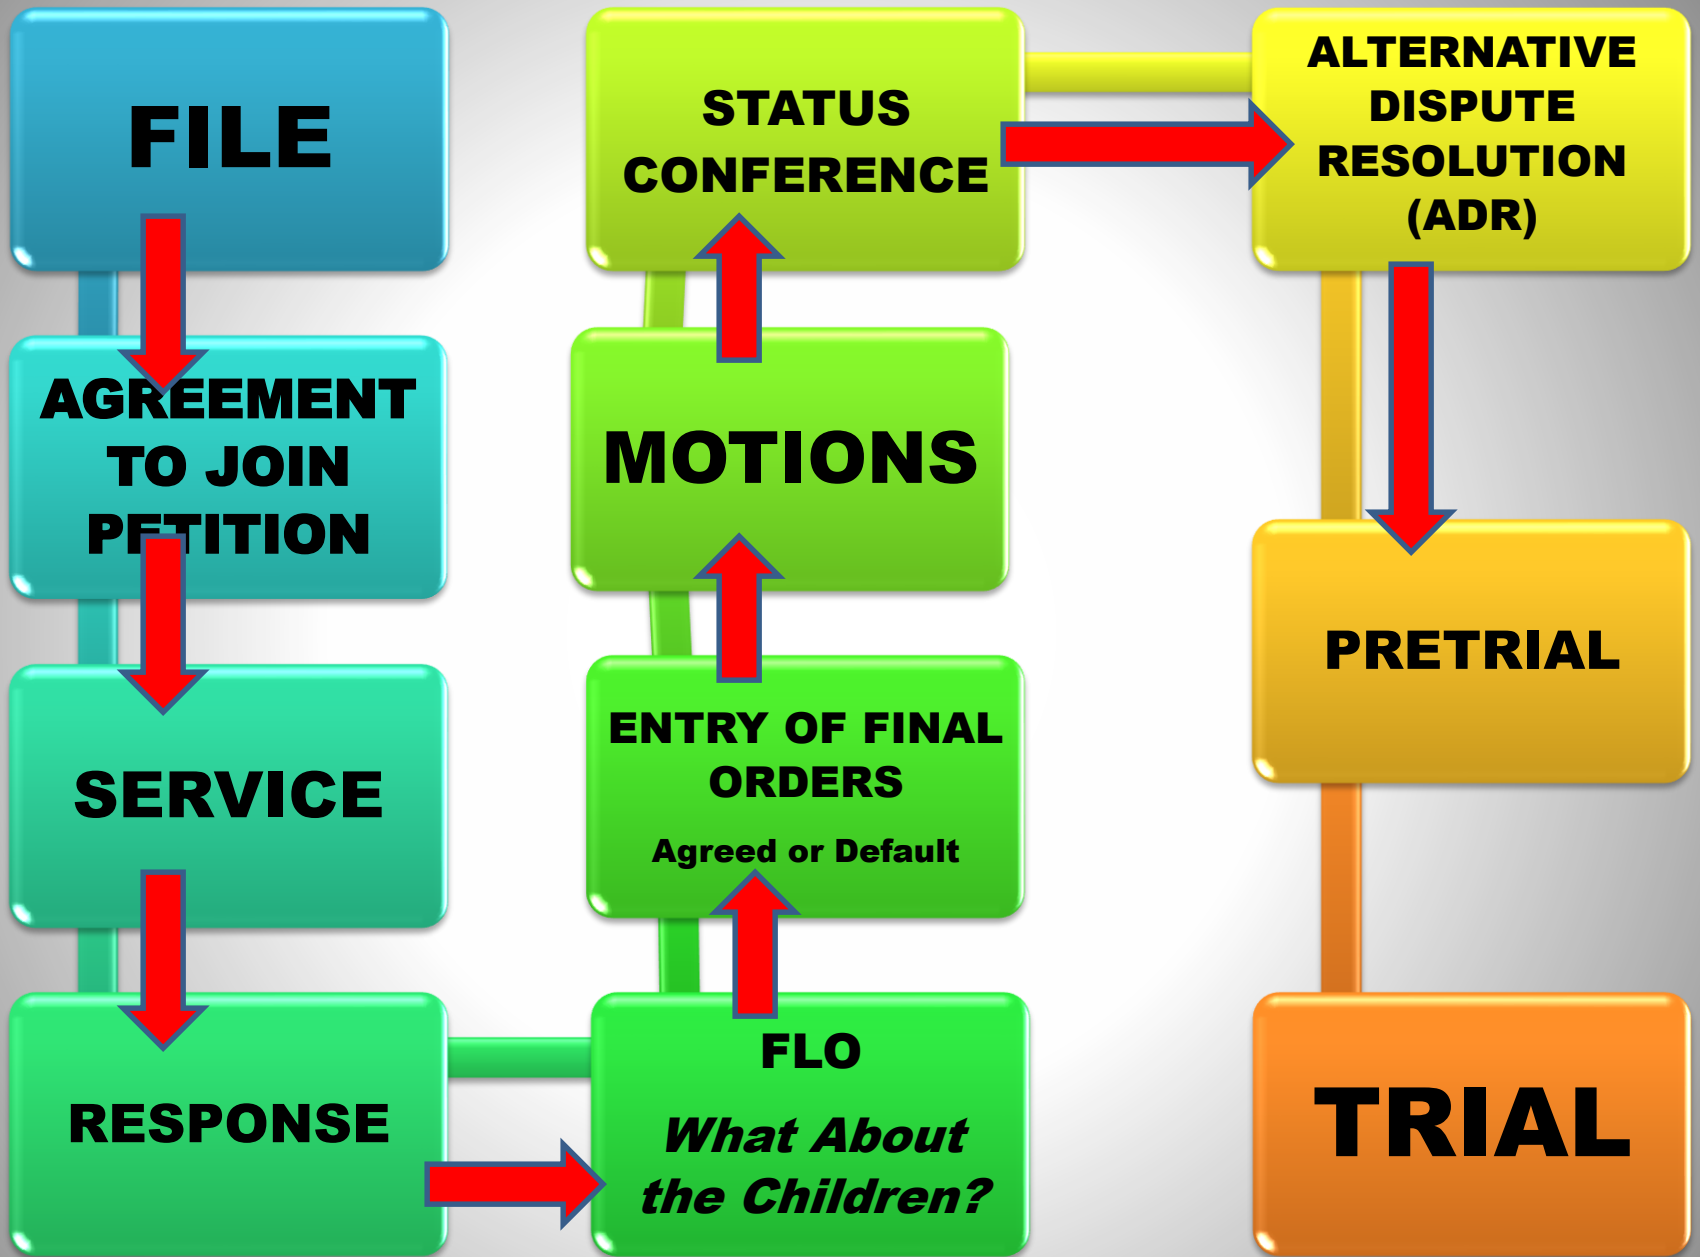 FILE
AGREEMENT
TO JOIN
PETITION
SERVICE
RESPONSE
FLO
What About
the Children?
ENTRY OF FINAL
ORDERS
Agreed or Default
MOTIONS
STATUS
CONFERENCE
ALTERNATIVE
DISPUTE
RESOLUTION
(ADR)
PRETRIAL
TRIAL